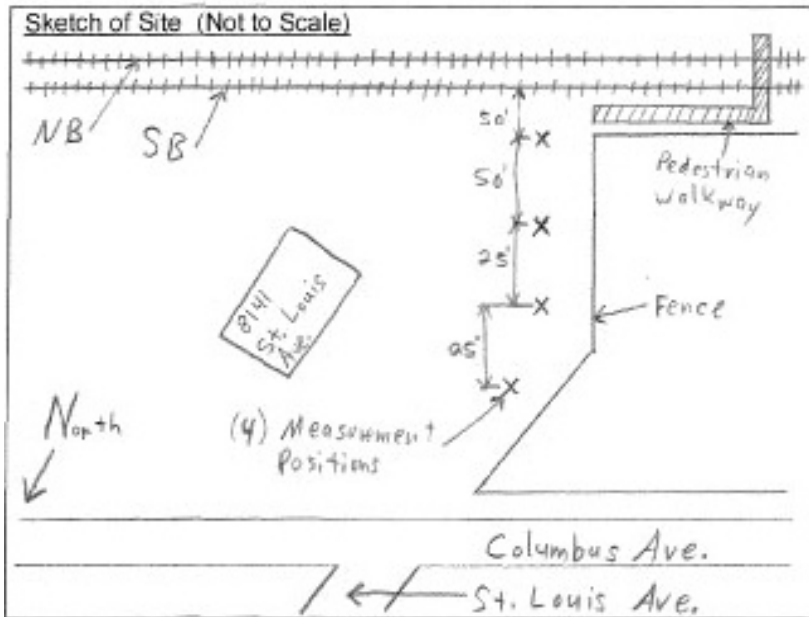 Sketch of Site (Not to Scale)
NB
SB
50'
50'
25'
25'
Pedestrian
walkway
8141
St. Louis
Ave.
Fence
North
(4) Measurement
Positions
Columbus Ave.
St. Louis Ave.